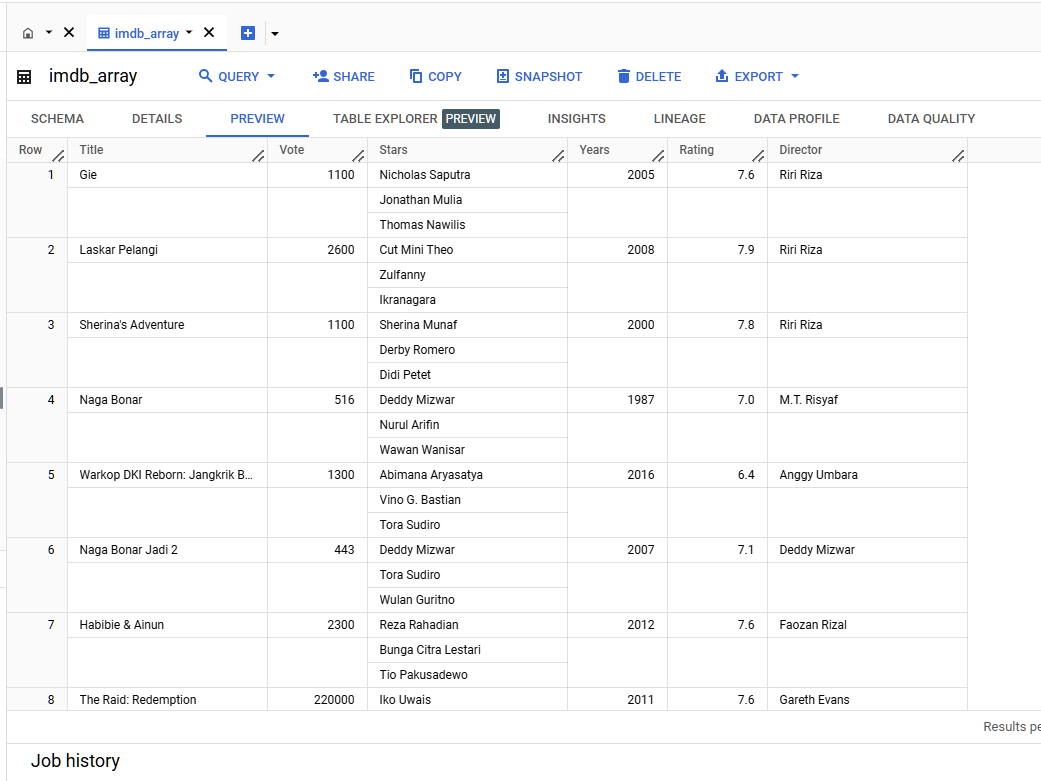 imdb_array
imdb_array QUERY SHARE COPY SNAPSHOT DELETE EXPORT
SCHEMA DETAILS PREVIEW TABLE EXPLORER PREVIEW INSIGHTS LINEAGE DATA PROFILE DATA QUALITY
Row Title Vote Stars Years Rating Director
1 Gie 1100 Nicholas Saputra 2005 7.6 Riri Riza
Jonathan Mulia
Thomas Nawilis
2 Laskar Pelangi 2600 Cut Mini Theo 2008 7.9 Riri Riza
Zulfanny
Ikranagara
3 Sherina's Adventure 1100 Sherina Munaf 2000 7.8 Riri Riza
Derby Romero
Didi Petet
4 Naga Bonar 516 Deddy Mizwar 1987 7.0 M.T. Risyaf
Nurul Arifin
Wawan Wanisar
5 Warkop DKI Reborn: Jangkrik B... 1300 Abimana Aryasatya 2016 6.4 Anggy Umbara
Vino G. Bastian
Tora Sudiro
6 Naga Bonar Jadi 2 443 Deddy Mizwar 2007 7.1 Deddy Mizwar
Tora Sudiro
Wulan Guritno
7 Habibie & Ainun 2300 Reza Rahadian 2012 7.6 Faozan Rizal
Bunga Citra Lestari
Tio Pakusadewo
8 The Raid: Redemption 220000 Iko Uwais 2011 7.6 Gareth Evans
Results pe
Job history